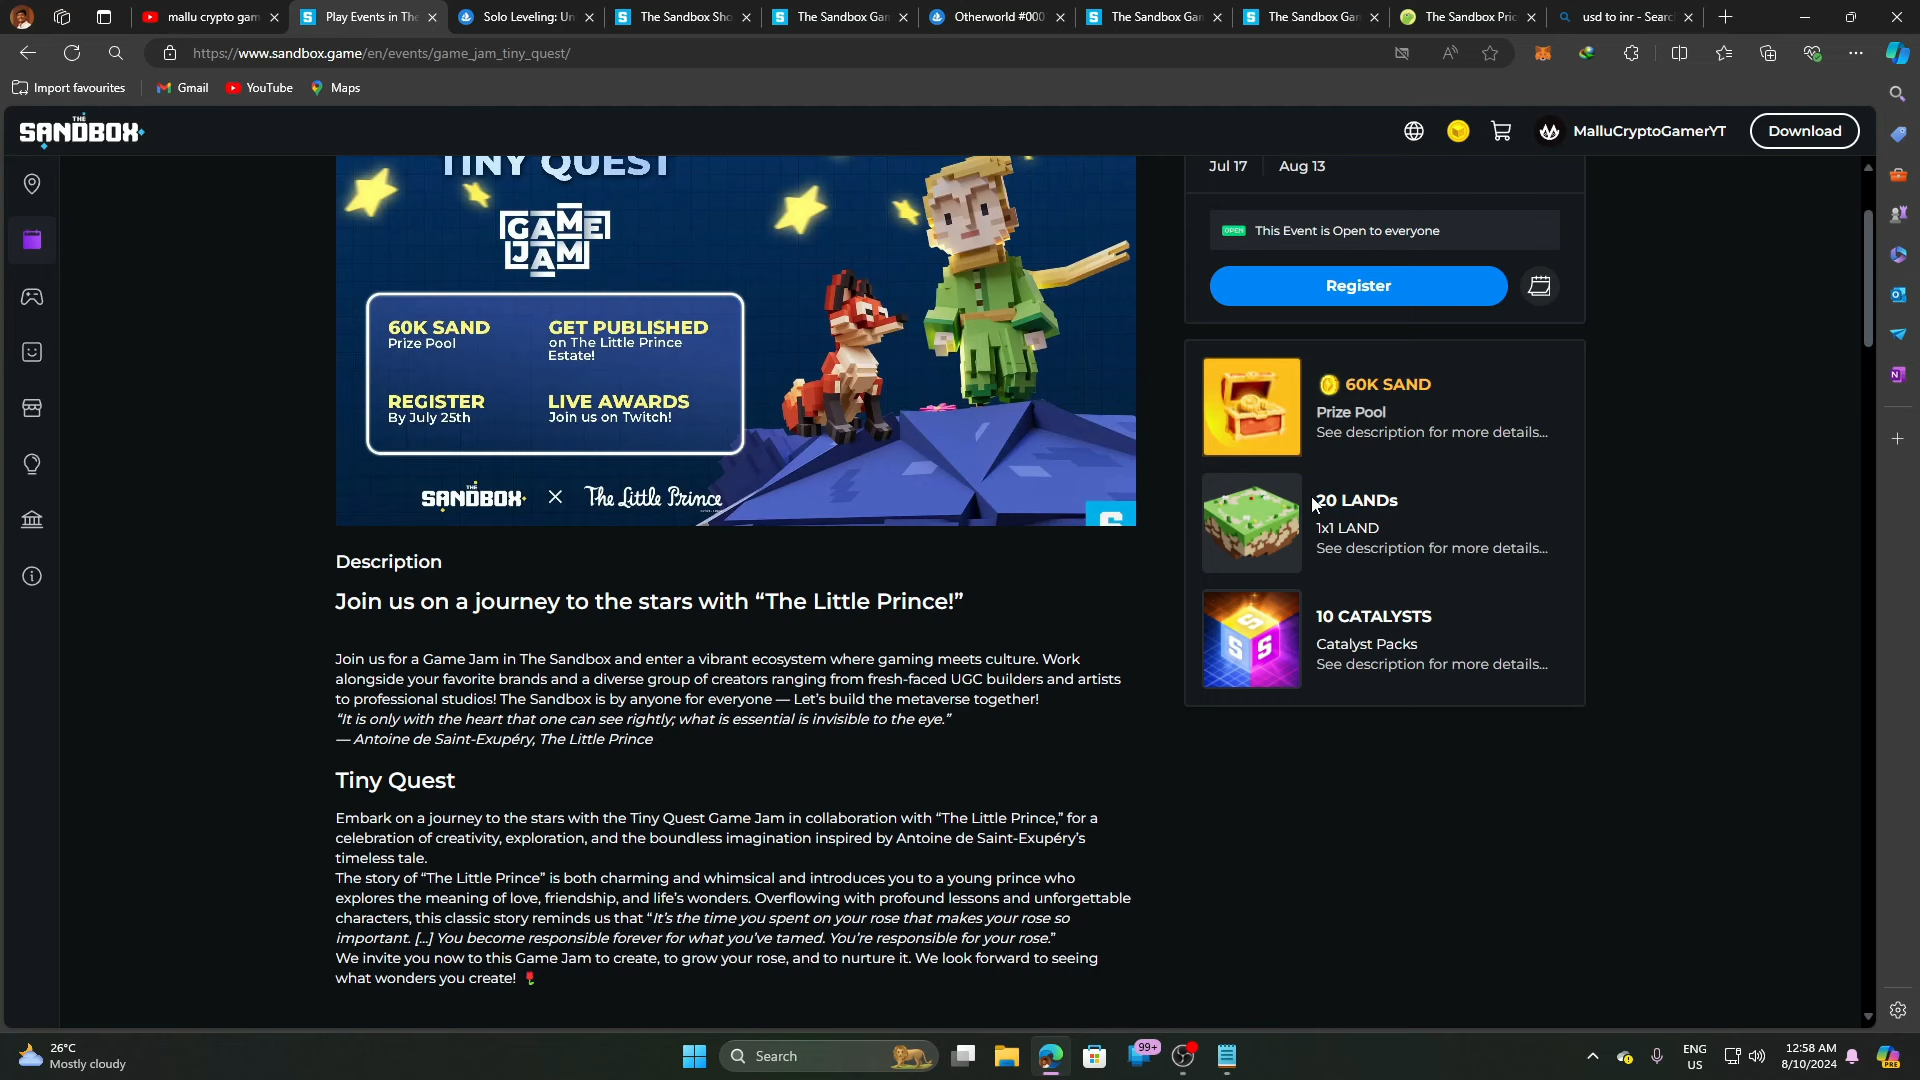 mallu crypto gam
Play Events in The
Solo Leveling: Un
The Sandbox Sho
The Sandbox Gar
Otherworld #000
The Sandbox Gan
The Sandbox Gan
The Sandbox Pric
usd to inr - Searc
https://www.sandbox.game/en/events/game_jam_tiny_quest/
Import favourites
Gmail
YouTube
Maps
THE
SANDBOX
MalluCryptoGamerYT
Download
TINY QUEST
GAME
JAM
60K SAND
Prize Pool
GET PUBLISHED
on The Little Prince
Estate!
REGISTER
By July 25th
LIVE AWARDS
Join us on Twitch!
THE
SANDBOX
×
The Little Prince
Jul 17
Aug 13
OPEN
This Event is Open to everyone
Register
60K SAND
Prize Pool
See description for more details...
20 LANDs
1x1 LAND
See description for more details...
10 CATALYSTS
Catalyst Packs
See description for more details...
Description
Join us on a journey to the stars with “The Little Prince!”
Join us for a Game Jam in The Sandbox and enter a vibrant ecosystem where gaming meets culture. Work
alongside your favorite brands and a diverse group of creators ranging from fresh-faced UGC builders and artists
to professional studios! The Sandbox is by anyone for everyone — Let’s build the metaverse together!
“It is only with the heart that one can see rightly; what is essential is invisible to the eye.”
— Antoine de Saint-Exupéry, The Little Prince
Tiny Quest
Embark on a journey to the stars with the Tiny Quest Game Jam in collaboration with “The Little Prince,” for a
celebration of creativity, exploration, and the boundless imagination inspired by Antoine de Saint-Exupéry’s
timeless tale.
The story of “The Little Prince” is both charming and whimsical and introduces you to a young prince who
explores the meaning of love, friendship, and life’s wonders. Overflowing with profound lessons and unforgettable
characters, this classic story reminds us that “It’s the time you spent on your rose that makes your rose so
important. [...] You become responsible forever for what you’ve tamed. You’re responsible for your rose.”
We invite you now to this Game Jam to create, to grow your rose, and to nurture it. We look forward to seeing
what wonders you create!
26°C
Mostly cloudy
Search
99+
ENG
US
12:58 AM
8/10/2024